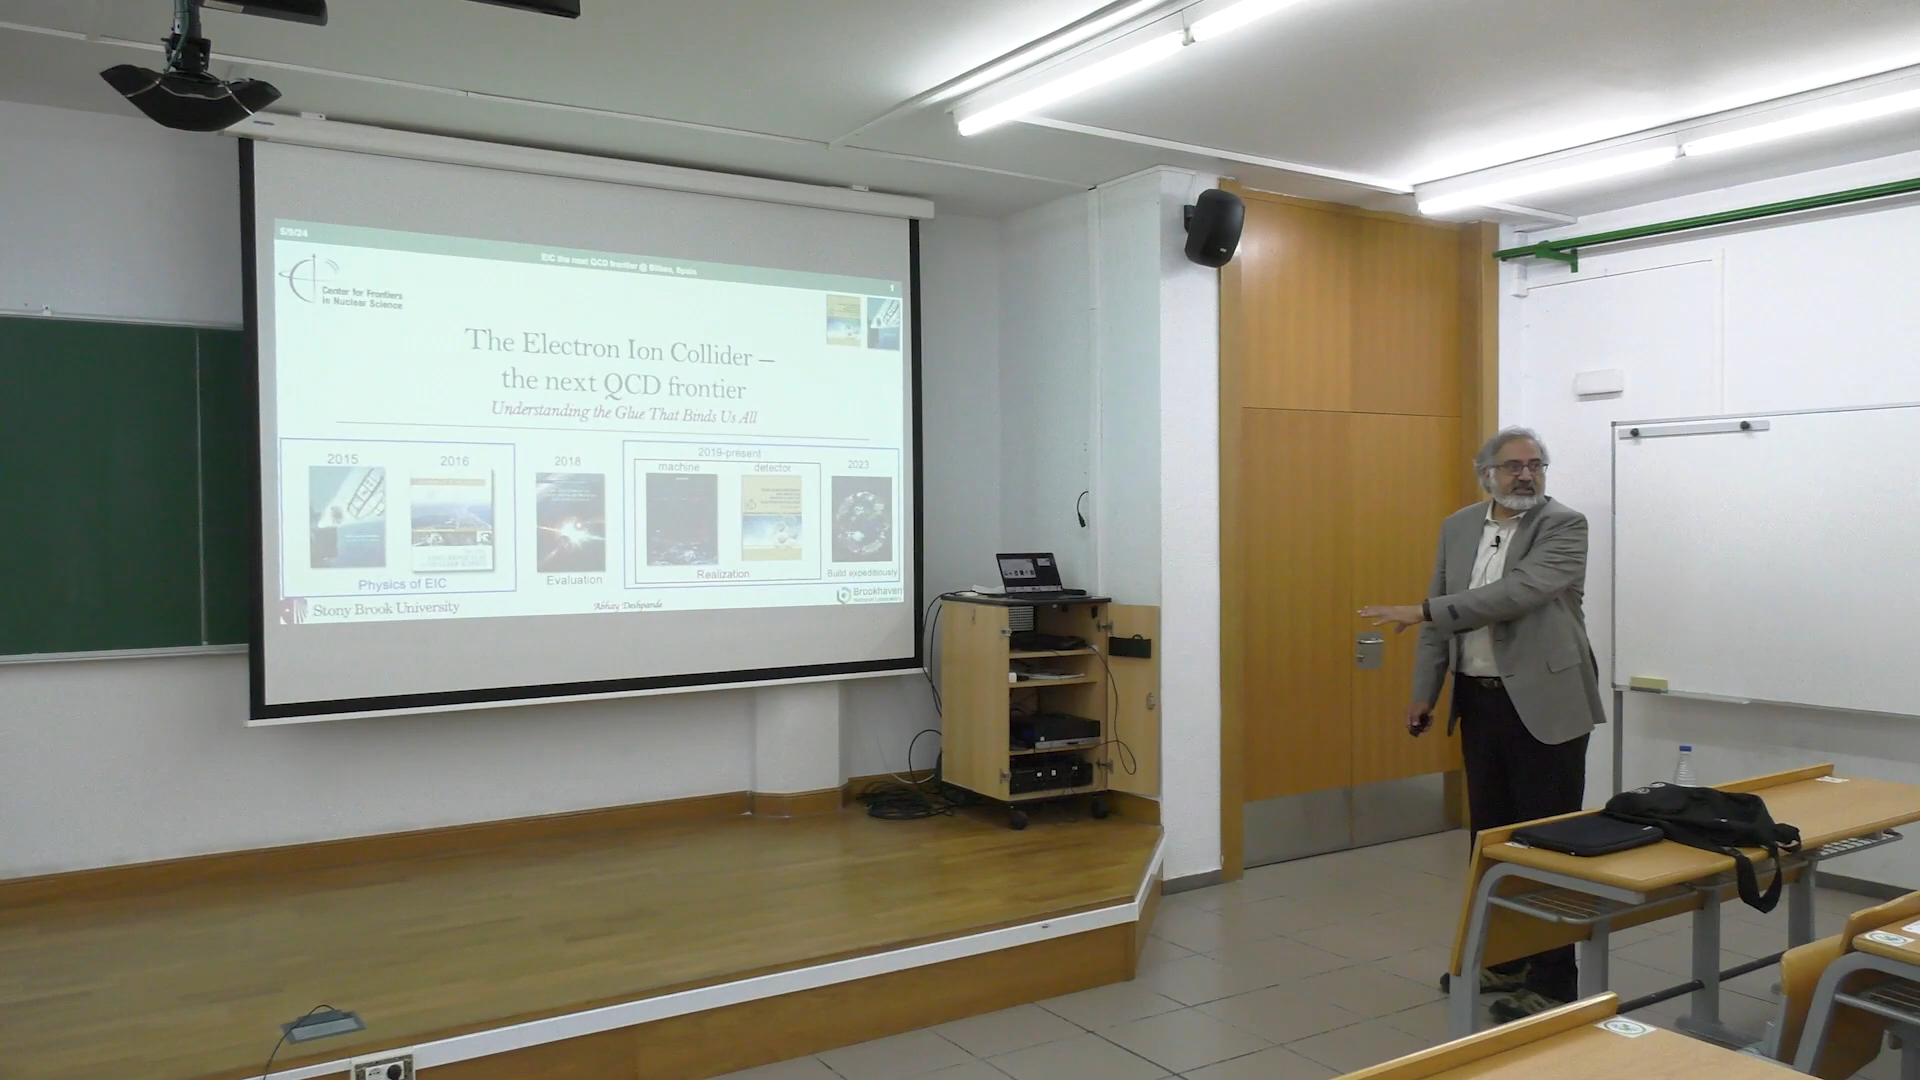 5/9/24
EIC the next QCD frontier @ Bilbao, Spain
1
Center for Frontiers
in Nuclear Science
The Electron Ion Collider –
the next QCD frontier
Understanding the Glue That Binds Us All
2015
2016
2018
2019-present
machine
detector
2023
Physics of EIC
Evaluation
Realization
Build expeditiously
Stony Brook University
Abhay Deshpande
Brookhaven
National Laboratory